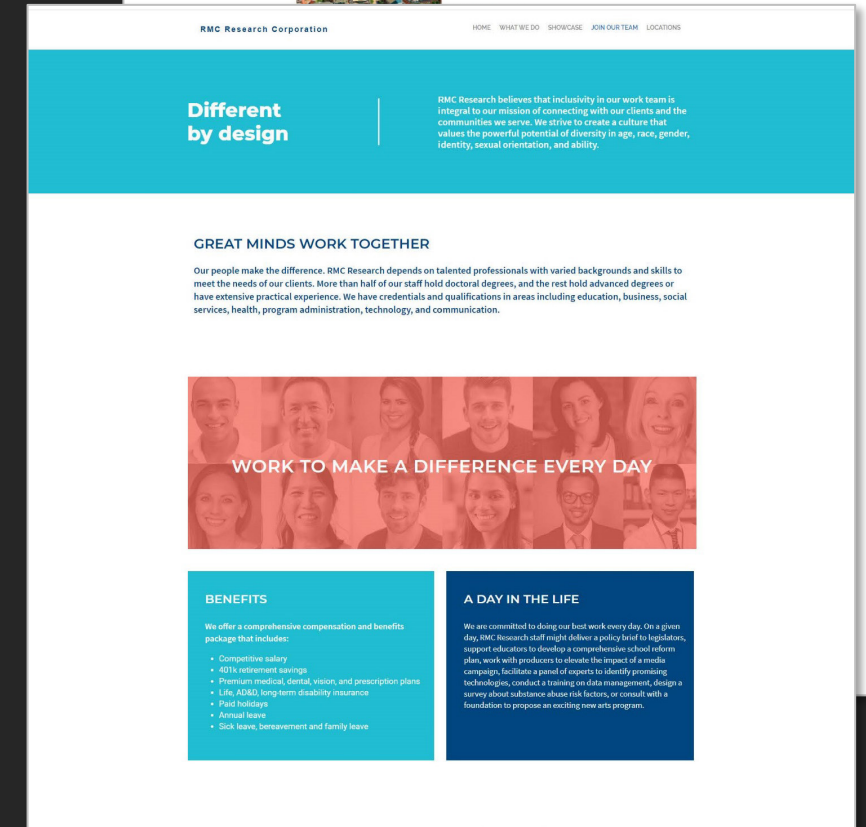 RMC Research Corporation
HOME WHAT WE DO SHOWCASE JOIN OUR TEAM LOCATIONS
Different
by design
RMC Research believes that inclusivity in our work team is
integral to our mission of connecting with our clients and the
communities we serve. We strive to create a culture that
values the powerful potential of diversity in age, race, gender,
identity, sexual orientation, and ability.
GREAT MINDS WORK TOGETHER
Our people make the difference. RMC Research depends on talented professionals with varied backgrounds and skills to
meet the needs of our clients. More than half of our staff hold doctoral degrees, and the rest hold advanced degrees or
have extensive practical experience. We have credentials and qualifications in areas including education, business, social
services, health, program administration, technology, and communication.
WORK TO MAKE A DIFFERENCE EVERY DAY
BENEFITS
We offer a comprehensive compensation and benefits
package that includes:
• Competitive salary
• 401k retirement savings
• Premium medical, dental, vision, and prescription plans
• Life, AD&D, long-term disability insurance
• Paid holidays
• Annual leave
• Sick leave, bereavement and family leave
A DAY IN THE LIFE
We are committed to doing our best work every day. On a given
day, RMC Research staff might deliver a policy brief to legislators,
support educators to develop a comprehensive school reform
plan, work with producers to elevate the impact of a media
campaign, facilitate a panel of experts to identify promising
technologies, conduct a training on data management, design a
survey about substance abuse risk factors, or consult with a
foundation to propose an exciting new arts program.